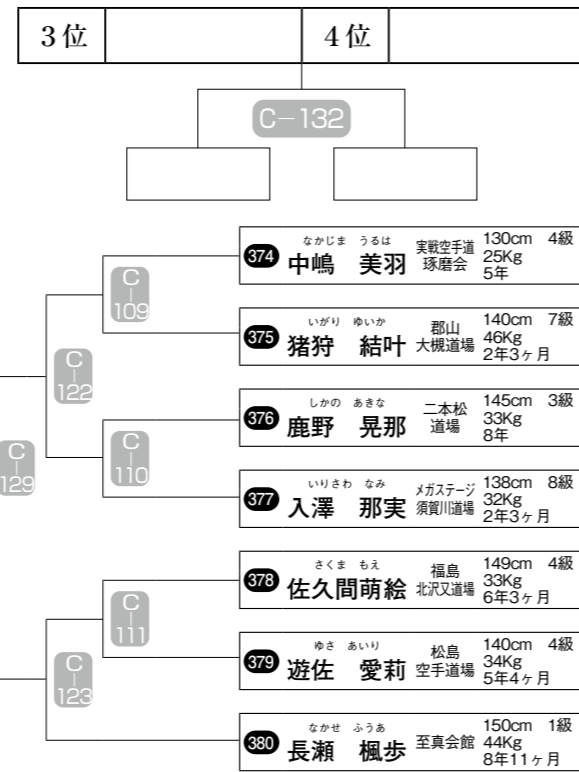 3位 4位
C-132
374 なかじま うるは 中嶋 美羽 実戦空手道 琢磨会 130cm 4級 25Kg 5年
C-109
375 いがり ゆいか 猪狩 結叶 郡山 大槻道場 140cm 7級 46Kg 2年3ヶ月
C-122
376 しかの あきな 鹿野 晃那 二本松 道場 145cm 3級 33Kg 8年
C-129
C-110
377 いりさわ なみ 入澤 那実 メガステージ 須賀川道場 138cm 8級 32Kg 2年3ヶ月
378 さくま もえ 佐久間萌絵 福島 北沢又道場 149cm 4級 33Kg 6年3ヶ月
C-111
379 ゆさ あいり 遊佐 愛莉 松島 空手道場 140cm 4級 34Kg 5年4ヶ月
C-123
380 なかせ ふうあ 長瀬 楓歩 至真会館 150cm 1級 44Kg 8年11ヶ月